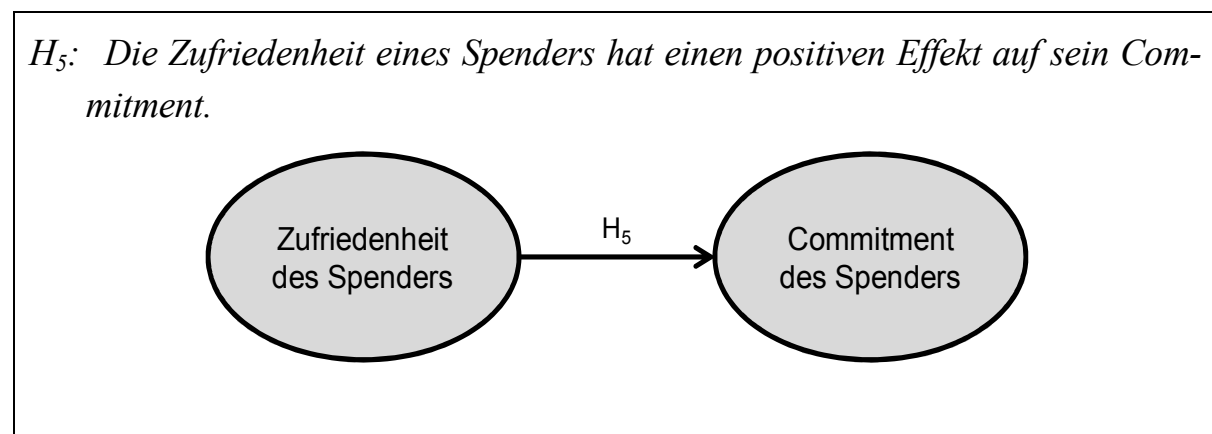 H₅: Die Zufriedenheit eines Spenders hat einen positiven Effekt auf sein Com-
mitment.
H₅
Zufriedenheit
des Spenders
Commitment
des Spenders